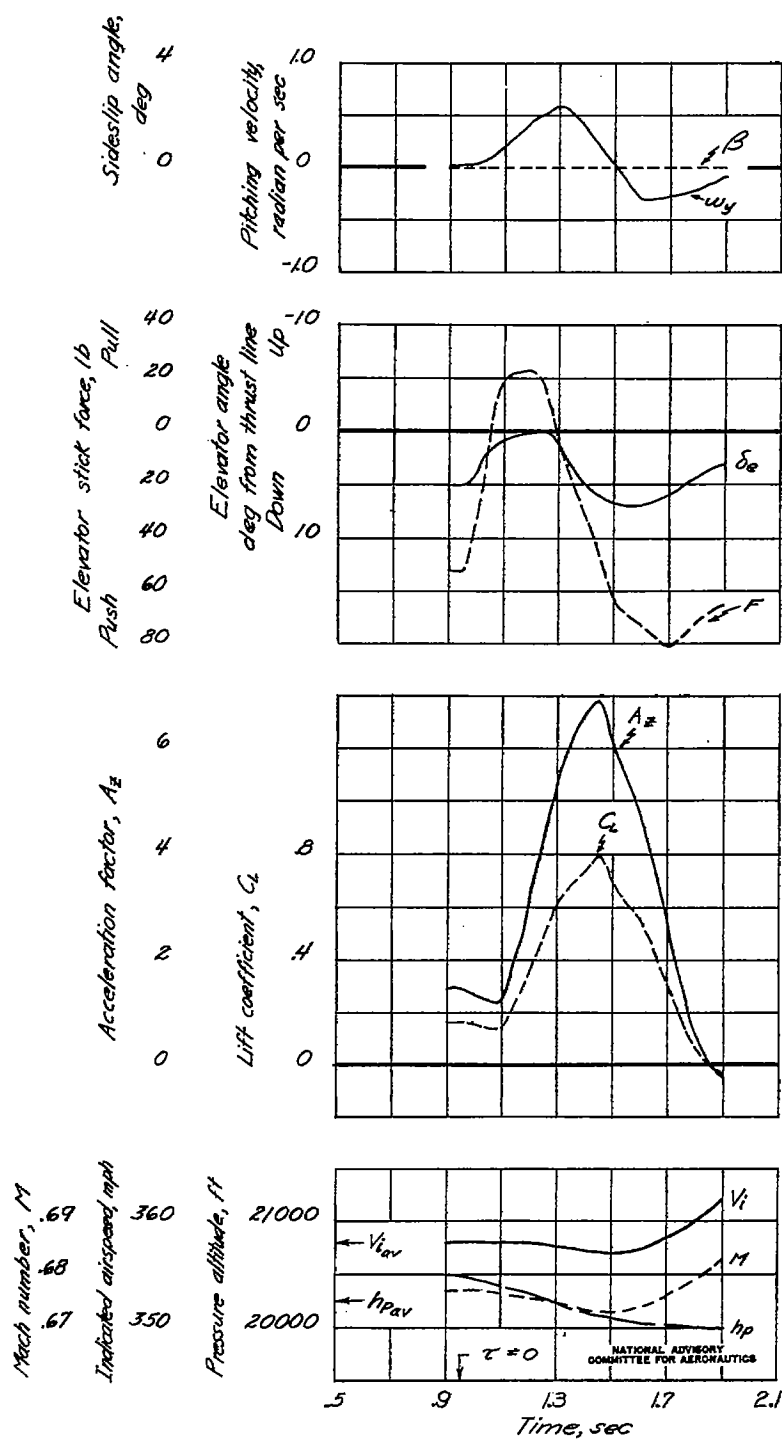 Sideslip angle,
deg
4
0
Pitching velocity,
radian per sec
1.0
0
-1.0
β
ωy
Elevator stick force, lb
Push
Pull
40
20
0
20
40
60
80
Elevator angle
deg from thrust line
Down
Up
-10
0
10
δe
F
Acceleration factor, Az
6
4
2
0
Lift coefficient, CL
.8
.4
0
Az
CL
Mach number, M
.69
.68
.67
Indicated airspeed, mph
360
350
Pressure altitude, ft
21000
20000
Viav
hpav
Vi
M
hp
τ = 0
NATIONAL ADVISORY
COMMITTEE FOR AERONAUTICS
.5
.9
1.3
1.7
2.1
Time, sec